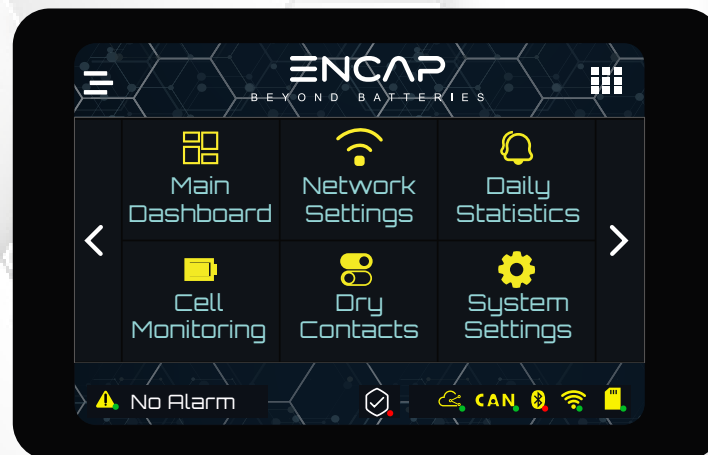 ENCAP
BEYOND BATTERIES
Main
Dashboard
Network
Settings
Daily
Statistics
Cell
Monitoring
Dry
Contacts
System
Settings
No Alarm
CAN